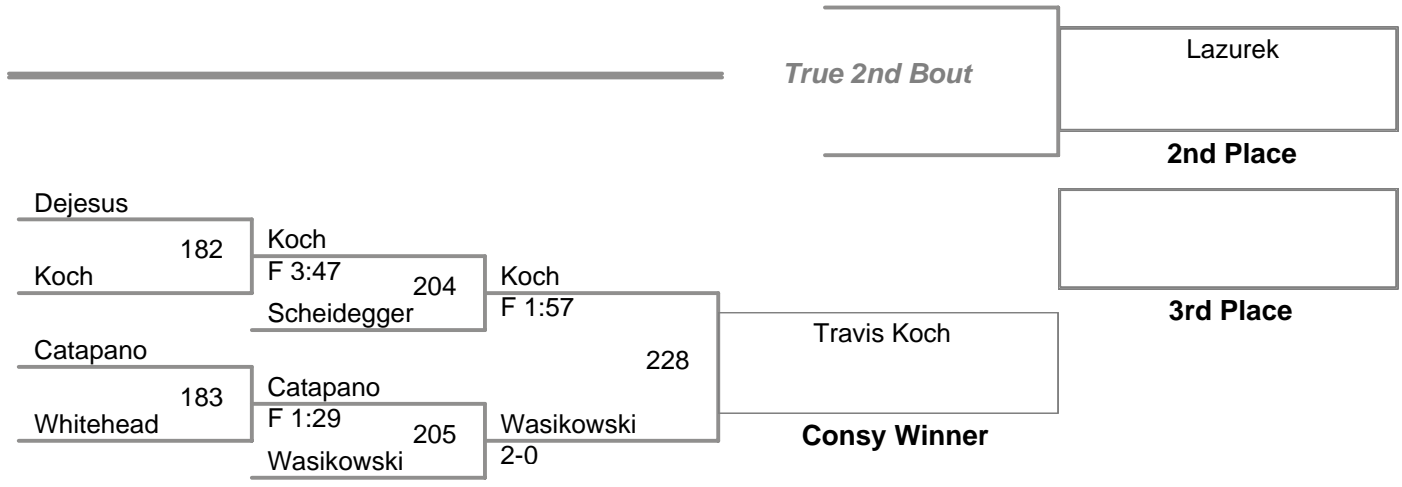 Lazurek
True 2nd Bout
2nd Place
Dejesus
182
Koch
F 3:47
Koch
204
Koch
F 1:57
Scheidegger
3rd Place
Travis Koch
Catapano
228
183
Catapano
F 1:29
Whitehead
205
Wasikowski
2-0
Wasikowski
Consy Winner